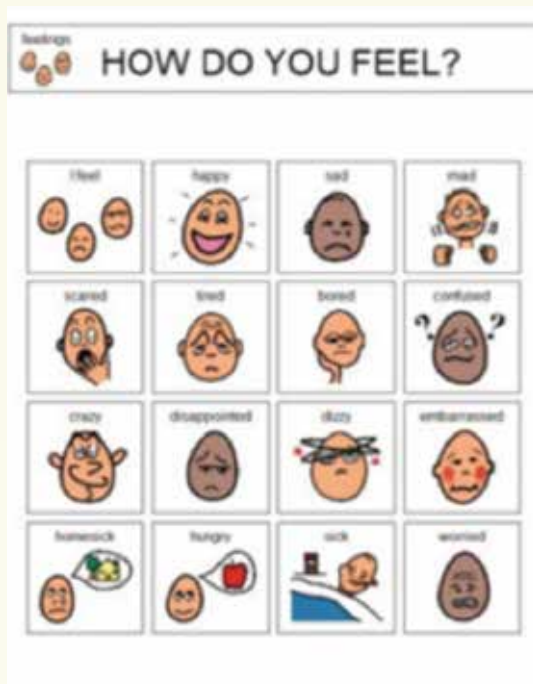 feelings
HOW DO YOU FEEL?
I feel happy sad mad
scared tired bored confused
crazy disappointed dizzy embarrassed
homesick hungry sick worried
? ?